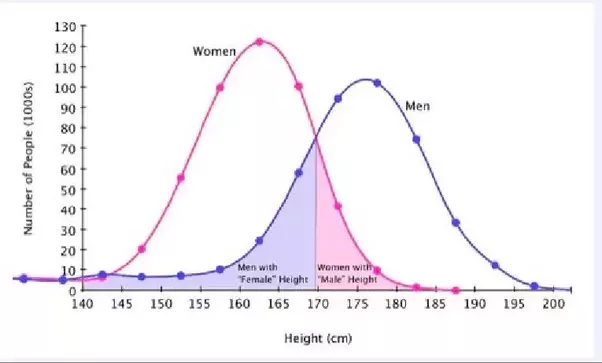 130
120
110
100
90
80
70
60
50
40
30
20
10
0
Number of People (1000s)
Women
Men
Men with
"Female" Height
Women with
"Male" Height
140 145 150 155 160 165 170 175 180 185 190 195 200
Height (cm)